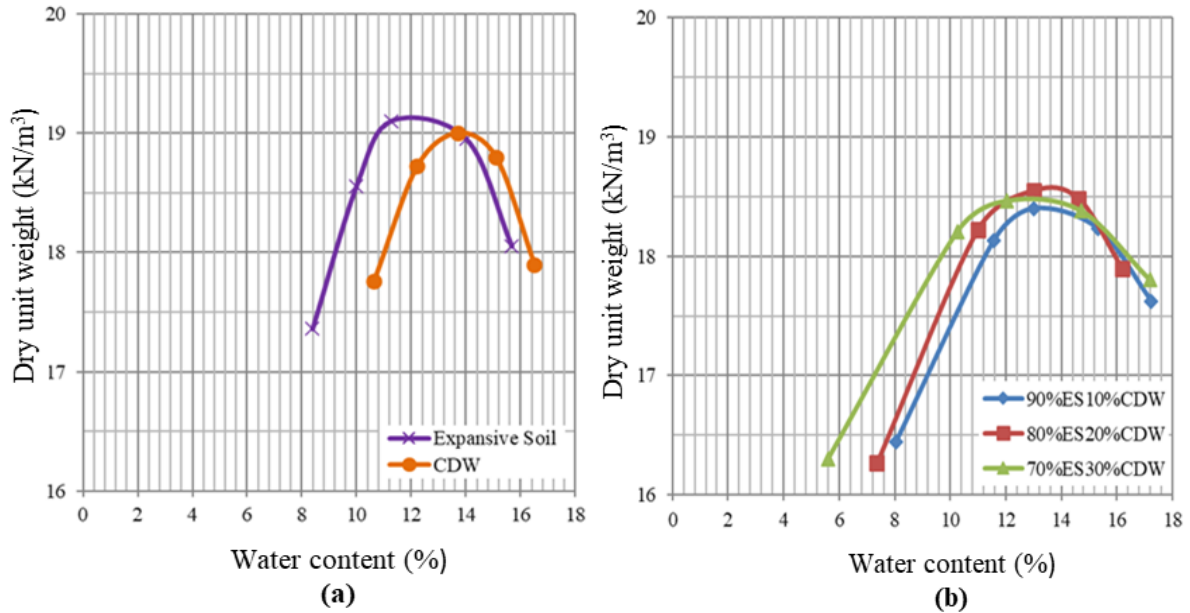 20
19
18
17
16
Dry unit weight (kN/m³)
Expansive Soil
CDW
0 2 4 6 8 10 12 14 16 18
Water content (%)
(a)
20
19
18
17
16
Dry unit weight (kN/m³)
90%ES10%CDW
80%ES20%CDW
70%ES30%CDW
0 2 4 6 8 10 12 14 16 18
Water content (%)
(b)